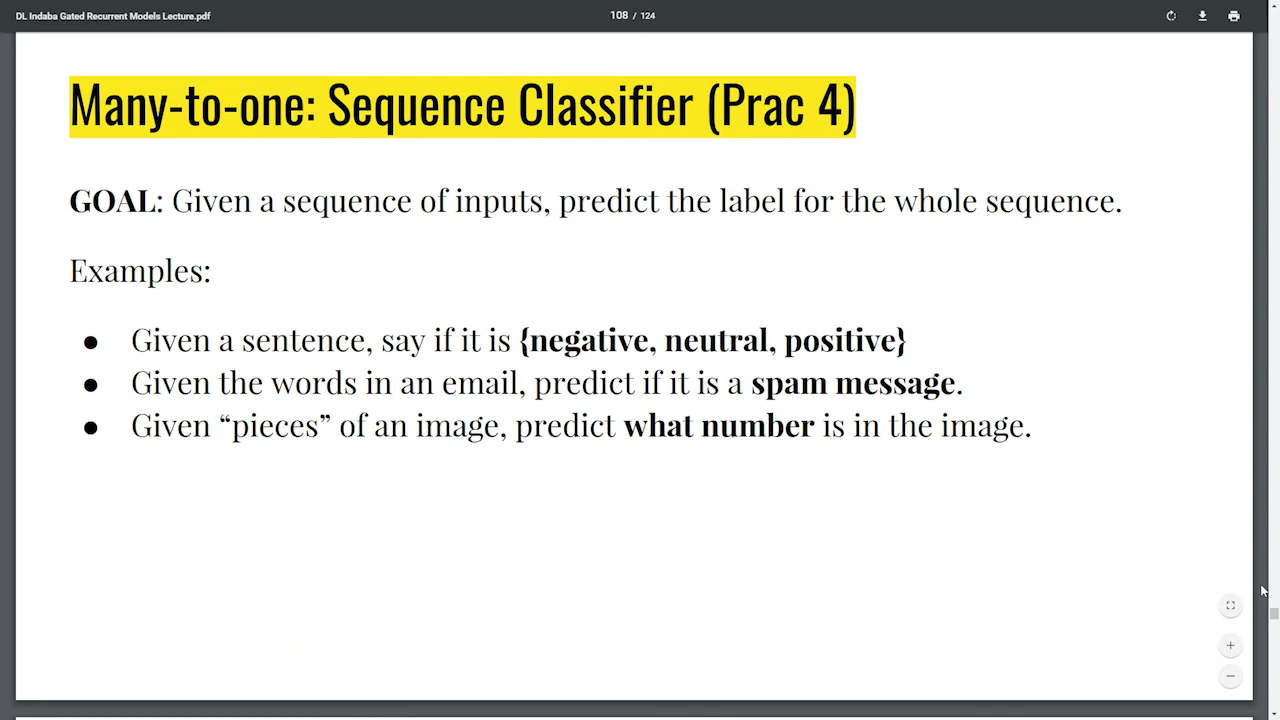 DL Indaba Gated Recurrent Models Lecture.pdf
108 / 124
Many-to-one: Sequence Classifier (Prac 4)
GOAL: Given a sequence of inputs, predict the label for the whole sequence.
Examples:
● Given a sentence, say if it is {negative, neutral, positive}
● Given the words in an email, predict if it is a spam message.
● Given “pieces” of an image, predict what number is in the image.